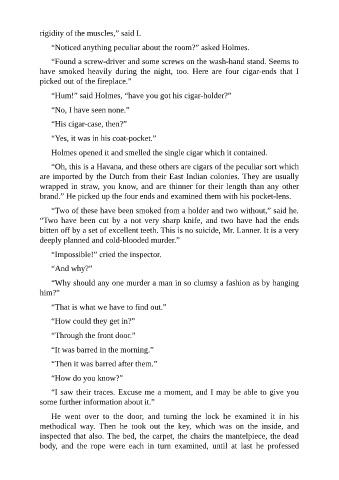 rigidity of the muscles,” said I.
“Noticed anything peculiar about the room?” asked Holmes.
“Found a screw-driver and some screws on the wash-hand stand. Seems to
have smoked heavily during the night, too. Here are four cigar-ends that I
picked out of the fireplace.”
“Hum!” said Holmes, “have you got his cigar-holder?”
“No, I have seen none.”
“His cigar-case, then?”
“Yes, it was in his coat-pocket.”
Holmes opened it and smelled the single cigar which it contained.
“Oh, this is a Havana, and these others are cigars of the peculiar sort which
are imported by the Dutch from their East Indian colonies. They are usually
wrapped in straw, you know, and are thinner for their length than any other
brand.” He picked up the four ends and examined them with his pocket-lens.
“Two of these have been smoked from a holder and two without,” said he.
“Two have been cut by a not very sharp knife, and two have had the ends
bitten off by a set of excellent teeth. This is no suicide, Mr. Lanner. It is a very
deeply planned and cold-blooded murder.”
“Impossible!” cried the inspector.
“And why?”
“Why should any one murder a man in so clumsy a fashion as by hanging
him?”
“That is what we have to find out.”
“How could they get in?”
“Through the front door.”
“It was barred in the morning.”
“Then it was barred after them.”
“How do you know?”
“I saw their traces. Excuse me a moment, and I may be able to give you
some further information about it.”
He went over to the door, and turning the lock he examined it in his
methodical way. Then he took out the key, which was on the inside, and
inspected that also. The bed, the carpet, the chairs the mantelpiece, the dead
body, and the rope were each in turn examined, until at last he professed